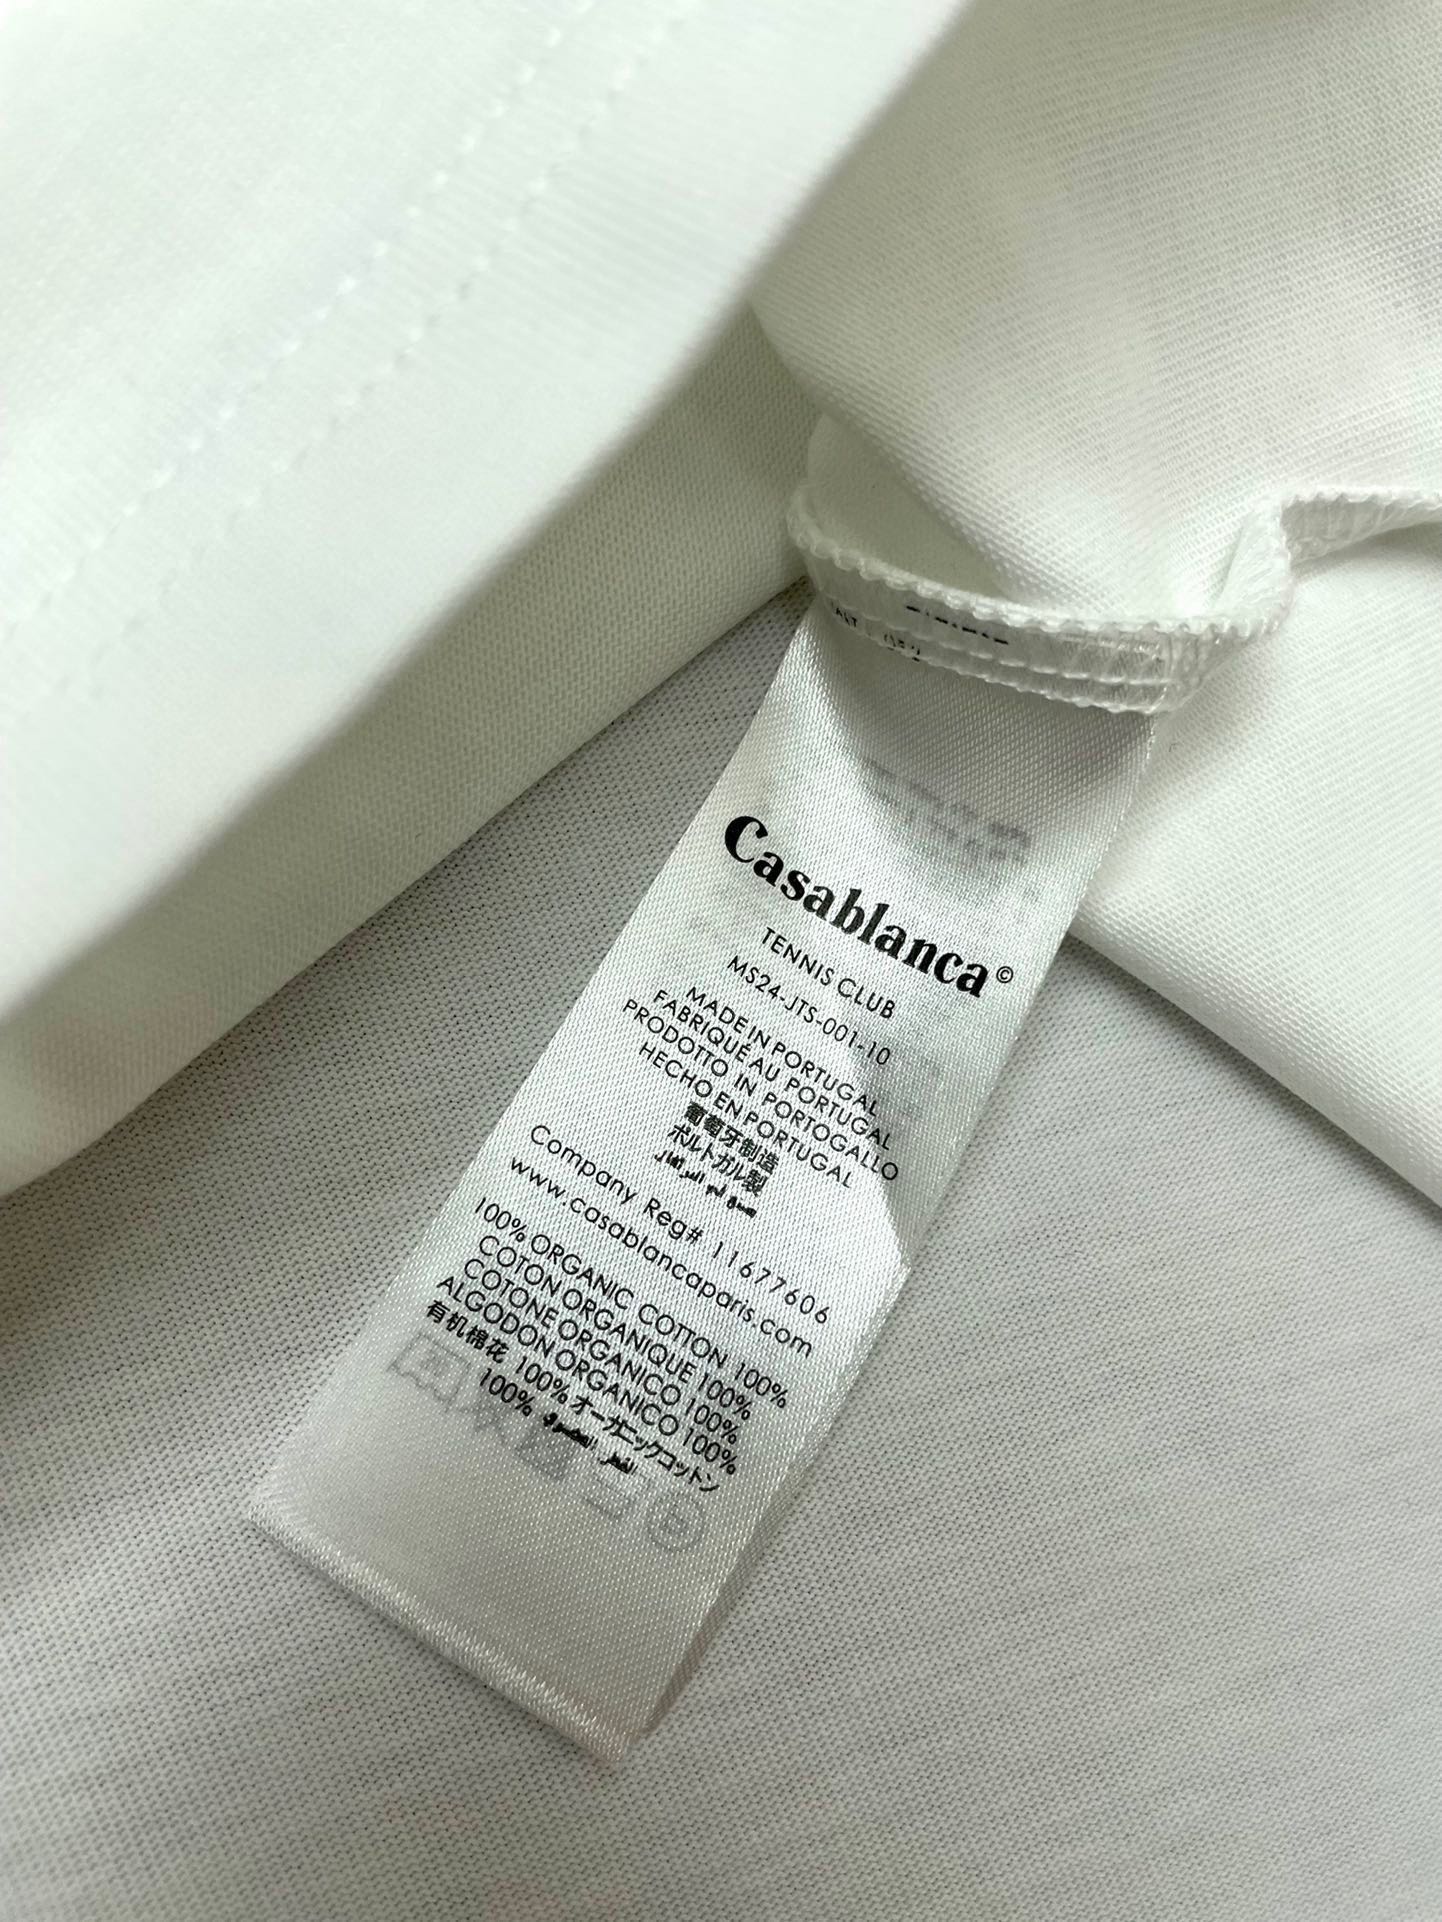 Casablanca©
TENNIS CLUB
MS24-JTS-001-10
MADE IN PORTUGAL
FABRIQUÉ AU PORTUGAL
PRODOTTO IN PORTOGALLO
HECHO EN PORTUGAL
葡萄牙制造
ポルトガル製
Company Reg# 11677606
www.casablancaparis.com
100% ORGANIC COTTON 100%
COTON ORGANIQUE 100%
COTONE ORGANICO 100%
ALGODON ORGANICO 100%
有机棉花 100% オーガニックコットン
100% القطن العضوي